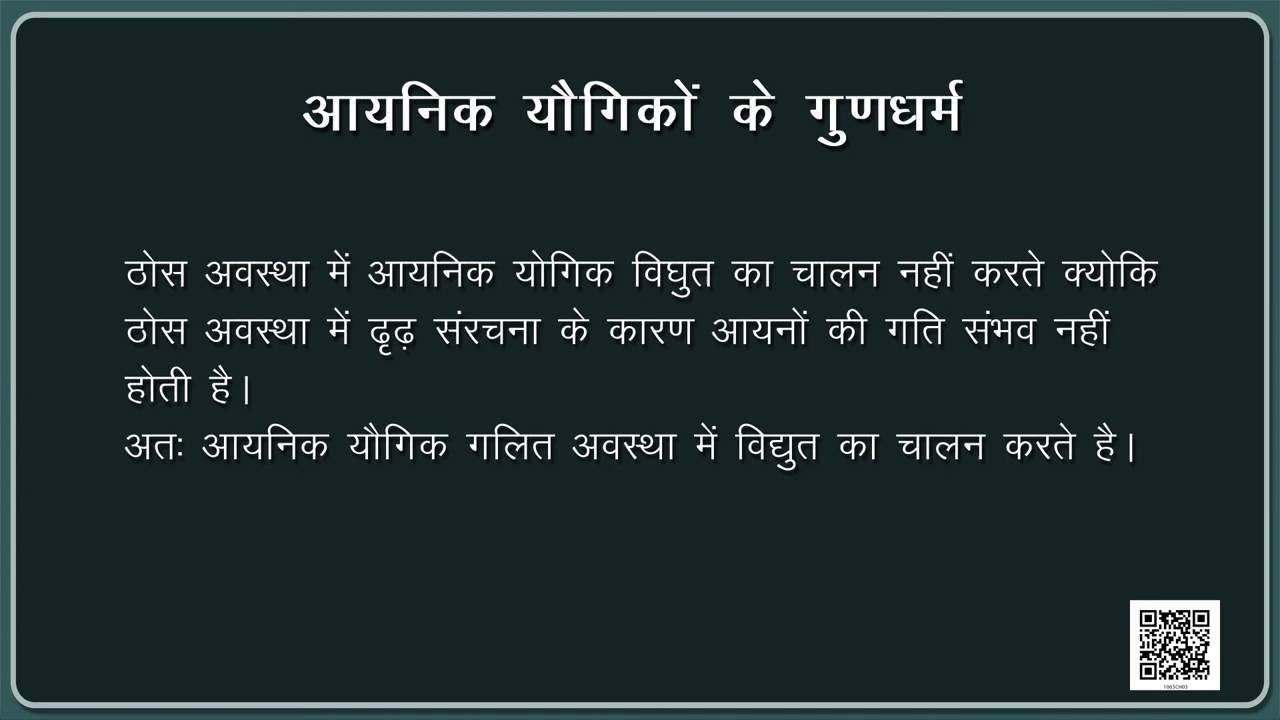 आयनिक यौगिकों के गुणधर्म
ठोस अवस्था में आयनिक योगिक विघुत का चालन नहीं करते क्योकि
ठोस अवस्था में ढृढ़ संरचना के कारण आयनों की गति संभव नहीं
होती है।
अतः आयनिक यौगिक गलित अवस्था में विद्युत का चालन करते है।
1065CH03